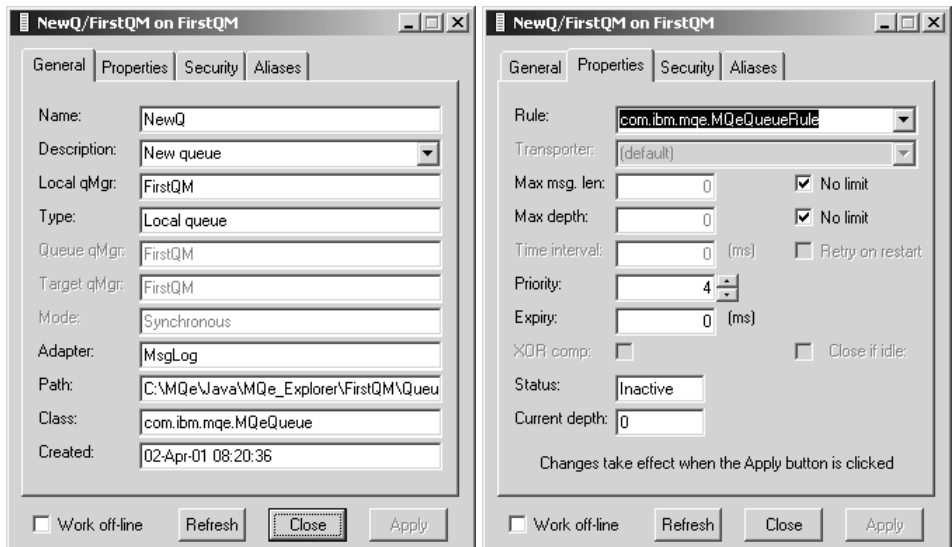 NewQ/FirstQM on FirstQM
General Properties Security Aliases
Name: NewQ
Description: New queue
Local qMgr: FirstQM
Type: Local queue
Queue qMgr: FirstQM
Target qMgr: FirstQM
Mode: Synchronous
Adapter: MsgLog
Path: C:\MQe\Java\MQe_Explorer\FirstQM\Queu
Class: com.ibm.mqe.MQeQueue
Created: 02-Apr-01 08:20:36
Work off-line Refresh Close Apply
NewQ/FirstQM on FirstQM
General Properties Security Aliases
Rule: com.ibm.mqe.MQeQueueRule
Transporter: (default)
Max msg. len: 0 No limit
Max depth: 0 No limit
Time interval: 0 (ms) Retry on restart
Priority: 4
Expiry: 0 (ms)
XOR comp: Close if idle:
Status: Inactive
Current depth: 0
Changes take effect when the Apply button is clicked
Work off-line Refresh Close Apply